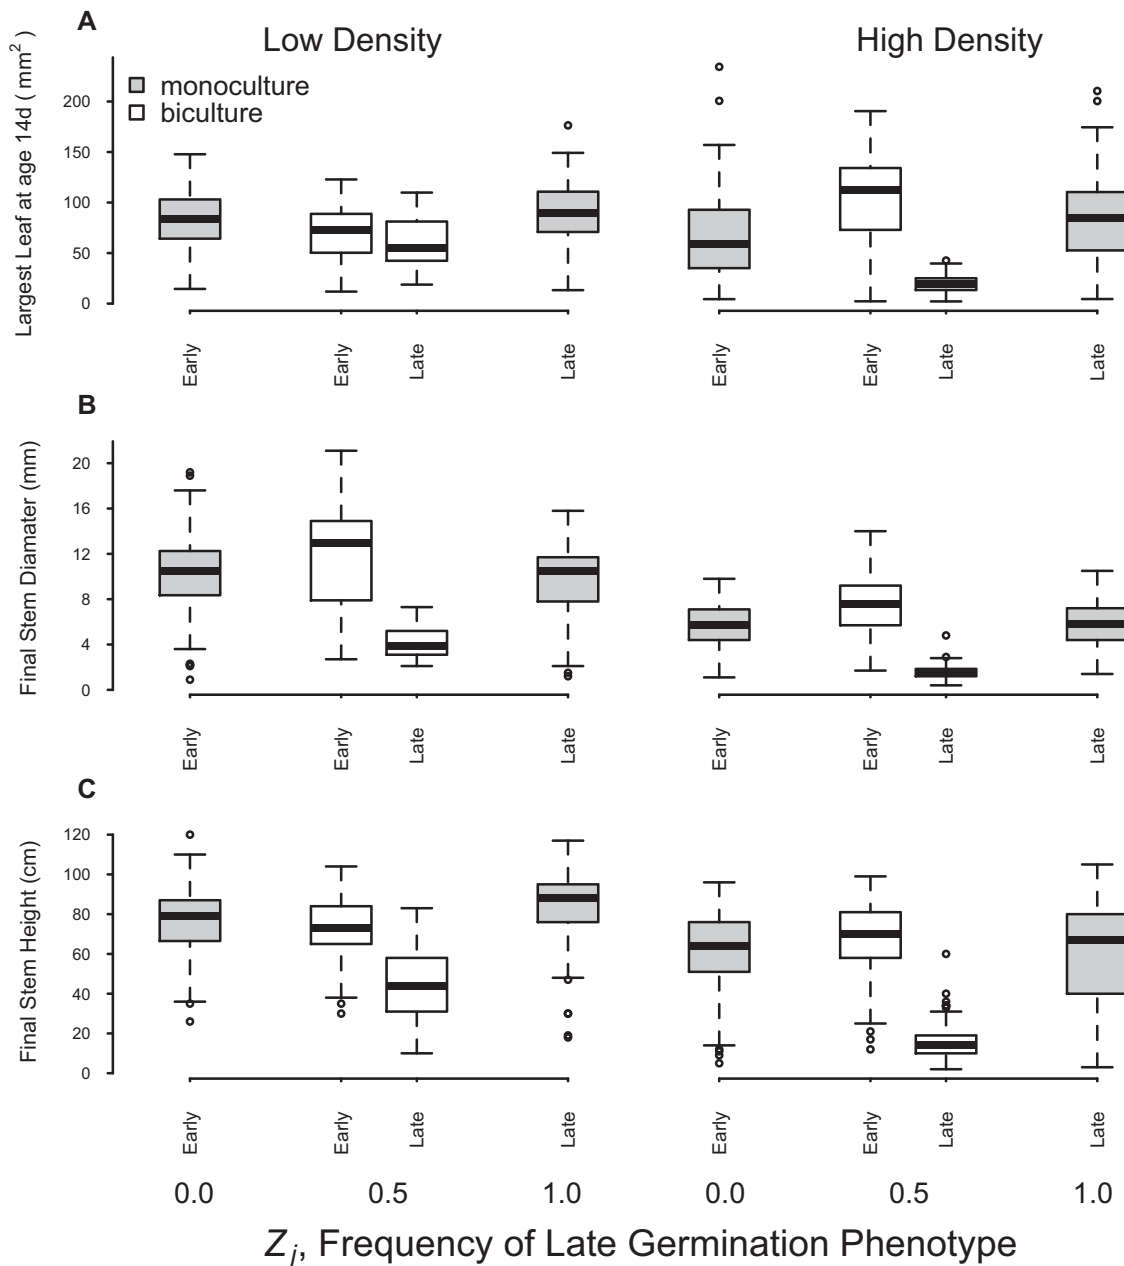 A
Low Density
High Density
Largest Leaf at age 14d ( mm2 )
monoculture
biculture
200
150
100
50
0
Early
Early
Late
Late
Early
Early
Late
Late
B
Final Stem Diamater (mm)
20
16
12
8
4
0
Early
Early
Late
Late
Early
Early
Late
Late
C
Final Stem Height (cm)
120
100
80
60
40
20
0
Early
Early
Late
Late
Early
Early
Late
Late
0.0 0.5 1.0 0.0 0.5 1.0
Zj, Frequency of Late Germination Phenotype